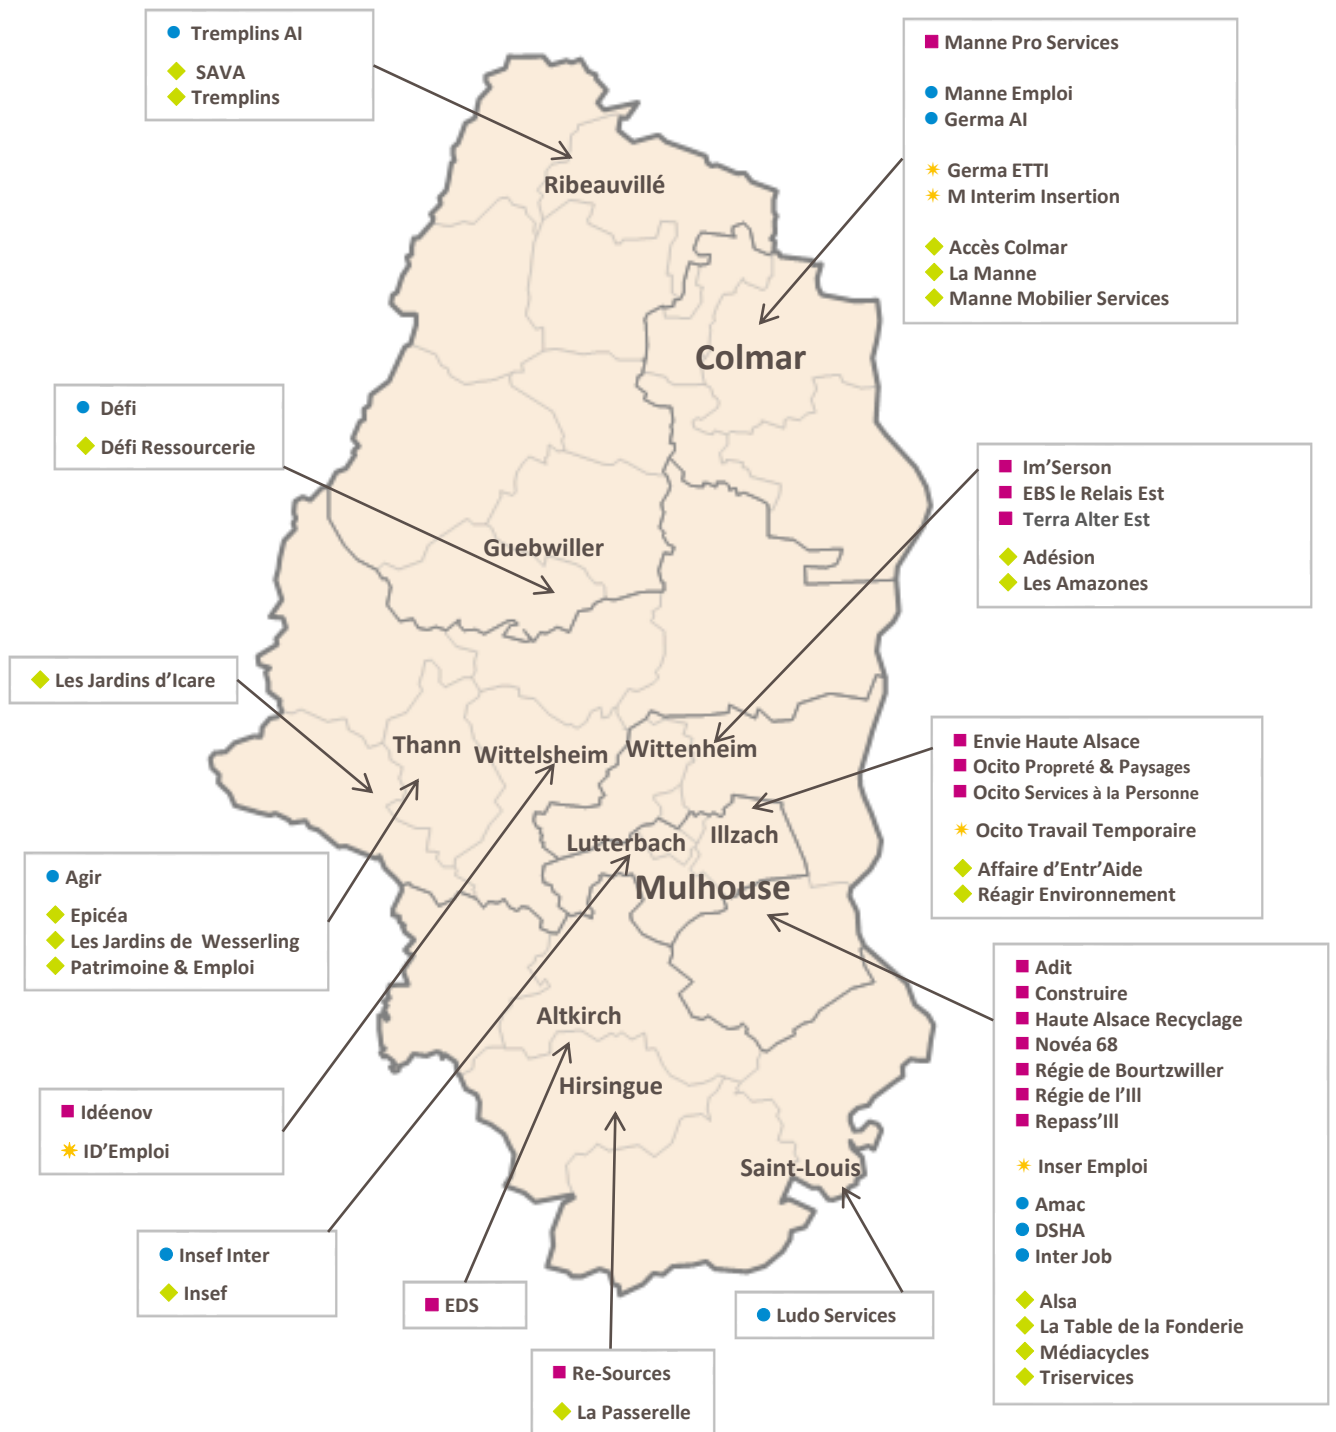 Tremplins AI
SAVA
Tremplins
Manne Pro Services
Manne Emploi
Germa AI
Germa ETTI
M Interim Insertion
Accès Colmar
La Manne
Manne Mobilier Services
Ribeauvillé
Colmar
Défi
Défi Ressourcerie
Im'Serson
EBS le Relais Est
Terra Alter Est
Adésion
Les Amazones
Guebwiller
Les Jardins d'Icare
Thann
Wittelsheim
Wittenheim
Envie Haute Alsace
Ocito Propreté & Paysages
Ocito Services à la Personne
Ocito Travail Temporaire
Affaire d'Entr'Aide
Réagir Environnement
Lutterbach
Illzach
Mulhouse
Agir
Epicéa
Les Jardins de Wesserling
Patrimoine & Emploi
Adit
Construire
Haute Alsace Recyclage
Novéa 68
Régie de Bourtzwiller
Régie de l'Ill
Repass'Ill
Inser Emploi
Amac
DSHA
Inter Job
Alsa
La Table de la Fonderie
Médiacycles
Triservices
Altkirch
Hirsingue
Saint-Louis
Idéenov
ID'Emploi
Insef Inter
Insef
EDS
Ludo Services
Re-Sources
La Passerelle